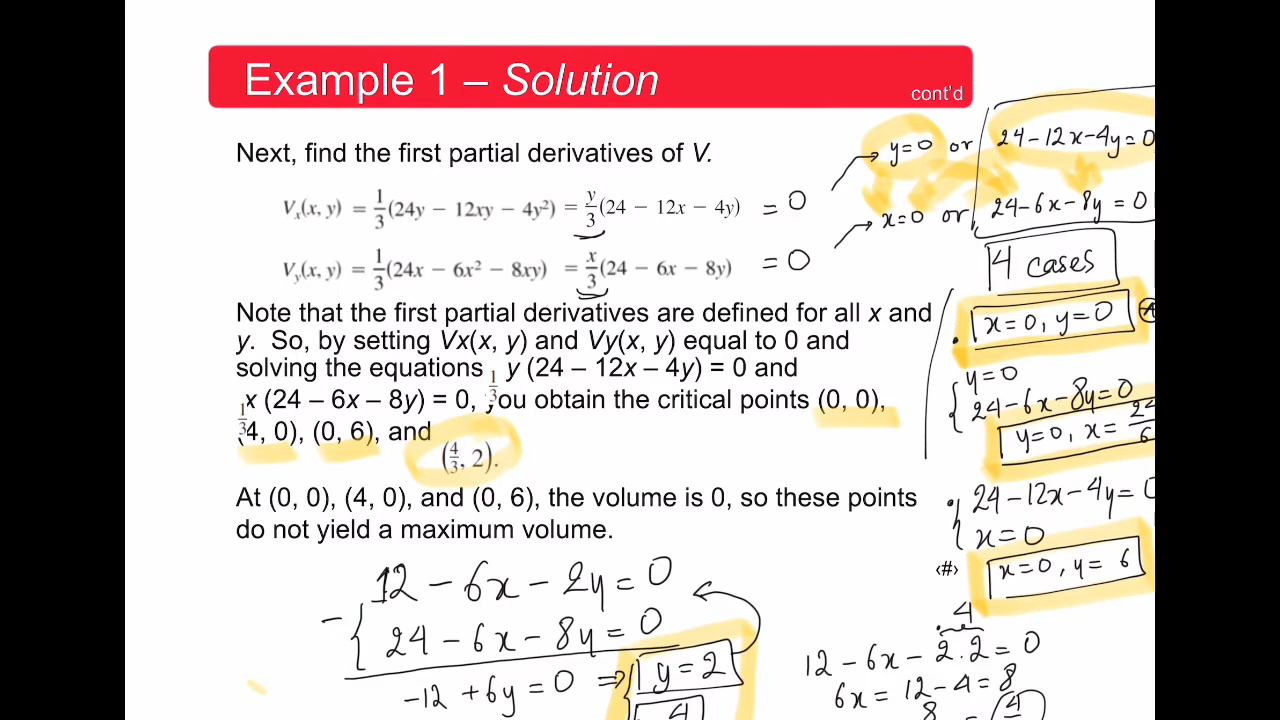 Example 1 – Solution
cont'd
Next, find the first partial derivatives of V.
Vₓ(x, y) = 1/3(24y − 12xy − 4y²) = y/3(24 − 12x − 4y) = 0
Vᵧ(x, y) = 1/3(24x − 6x² − 8xy) = x/3(24 − 6x − 8y) = 0
Note that the first partial derivatives are defined for all x and
y. So, by setting Vx(x, y) and Vy(x, y) equal to 0 and
solving the equations 1/3 y (24 – 12x – 4y) = 0 and
1/3 x (24 – 6x – 8y) = 0, you obtain the critical points (0, 0),
(4, 0), (0, 6), and
(4/3, 2).
At (0, 0), (4, 0), and (0, 6), the volume is 0, so these points
do not yield a maximum volume.
‹#›
y=0 or 24-12x-4y=0
x=0 or 24-6x-8y=0
4 cases
x=0, y=0
y=0
24-6x-8y=0
y=0, x= 24/6
24-12x-4y=0
x=0
x=0, y=6
12-6x-2y=0
- 24-6x-8y=0
-12+6y=0 ⇒ y=2
4
4
12-6x-2·2=0
6x=12-4=8
8 = 4